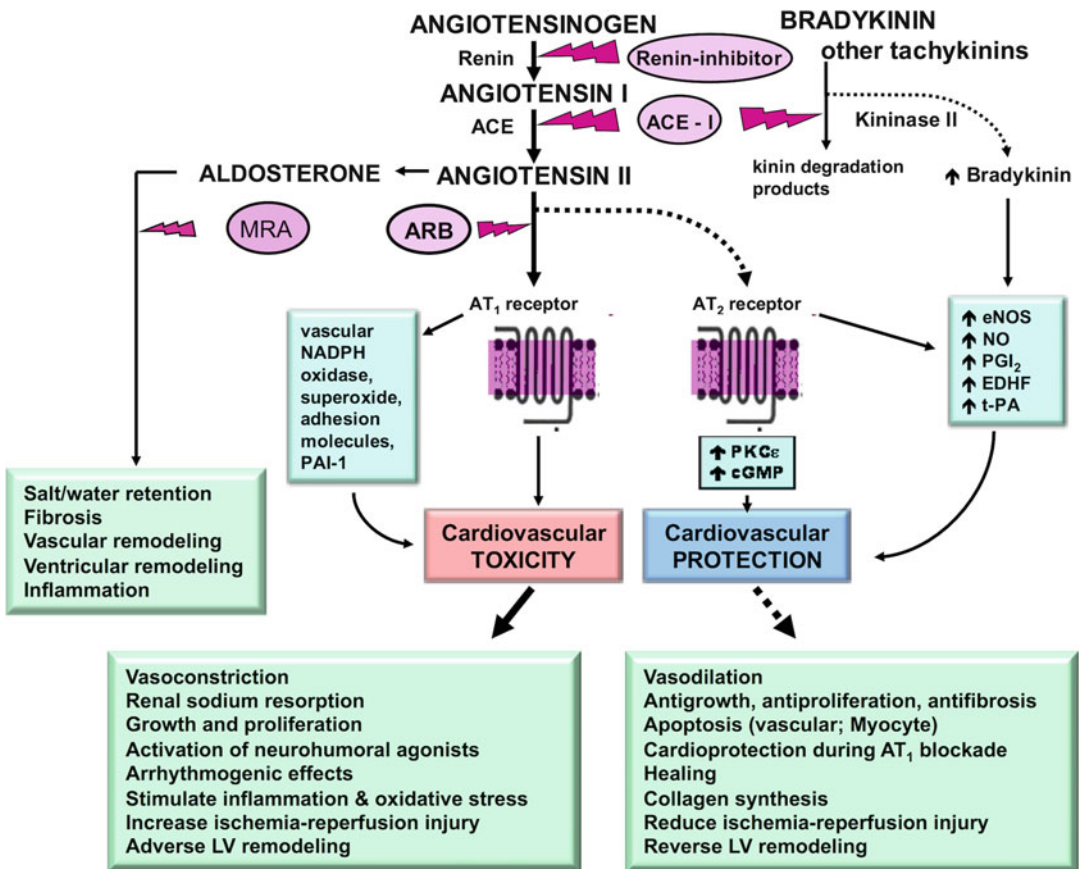 ANGIOTENSINOGEN
Renin
Renin-inhibitor
ANGIOTENSIN I
ACE
ACE - I
ANGIOTENSIN II
ALDOSTERONE
MRA
ARB
BRADYKININ
other tachykinins
Kininase II
kinin degradation
products
↑ Bradykinin
AT₁ receptor
AT₂ receptor
vascular
NADPH
oxidase,
superoxide,
adhesion
molecules,
PAI-1
↑ eNOS
↑ NO
↑ PGI₂
↑ EDHF
↑ t-PA
↑ PKCε
↑ cGMP
Salt/water retention
Fibrosis
Vascular remodeling
Ventricular remodeling
Inflammation
Cardiovascular
TOXICITY
Cardiovascular
PROTECTION
Vasoconstriction
Renal sodium resorption
Growth and proliferation
Activation of neurohumoral agonists
Arrhythmogenic effects
Stimulate inflammation & oxidative stress
Increase ischemia-reperfusion injury
Adverse LV remodeling
Vasodilation
Antigrowth, antiproliferation, antifibrosis
Apoptosis (vascular; Myocyte)
Cardioprotection during AT₁ blockade
Healing
Collagen synthesis
Reduce ischemia-reperfusion injury
Reverse LV remodeling